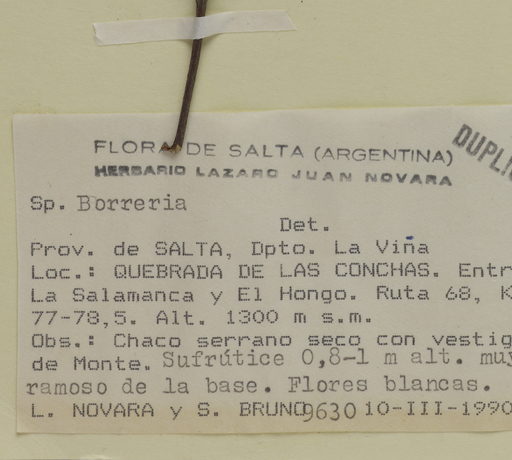 FLORA DE SALTA (ARGENTINA)
HERBARIO LAZARO JUAN NOVARA
DUPLIC
Sp. Borreria
Det.
Prov. de SALTA, Dpto. La Viña
Loc.: QUEBRADA DE LAS CONCHAS. Entr
La Salamanca y El Hongo. Ruta 68, K
77-78,5. Alt. 1300 m s.m.
Obs.: Chaco serrano seco con vestig
de Monte. Sufrútice 0,8-1 m alt. muy
ramoso de la base. Flores blancas.
L. NOVARA y S. BRUNO 9630 10-III-1990